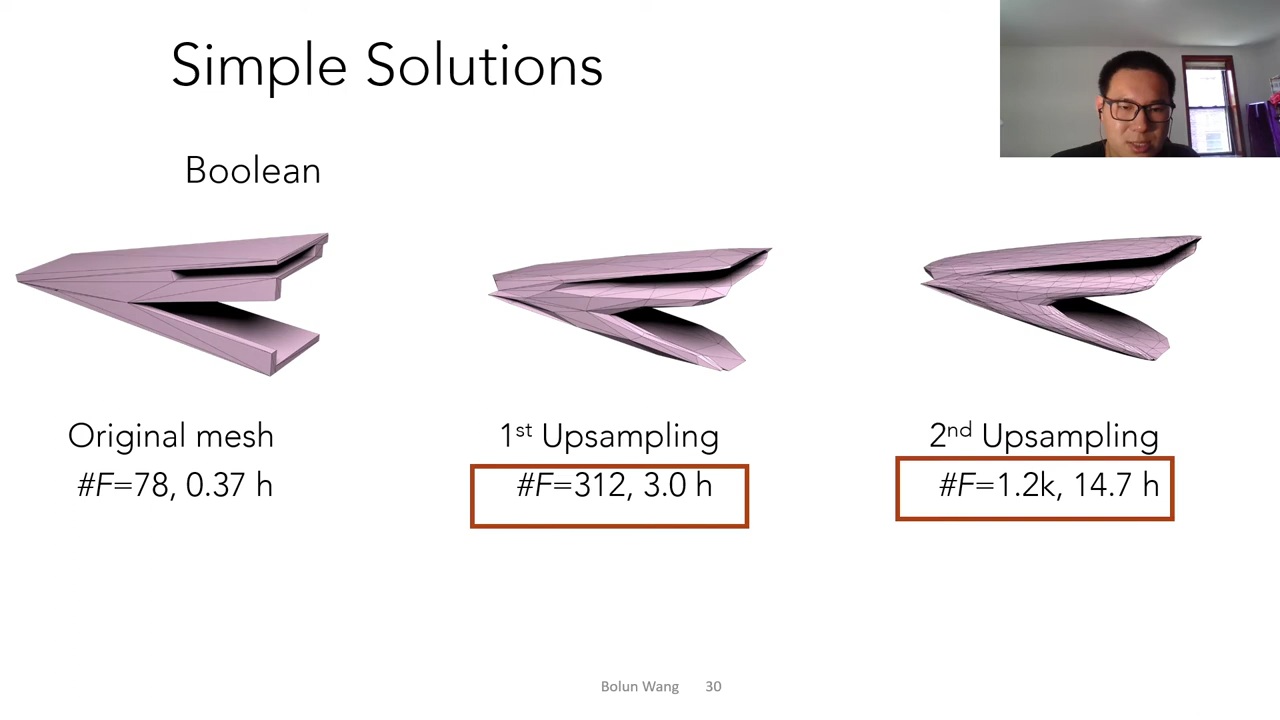 Simple Solutions
Boolean
Original mesh
#F=78, 0.37 h
1st Upsampling
#F=312, 3.0 h
2nd Upsampling
#F=1.2k, 14.7 h
Bolun Wang 30